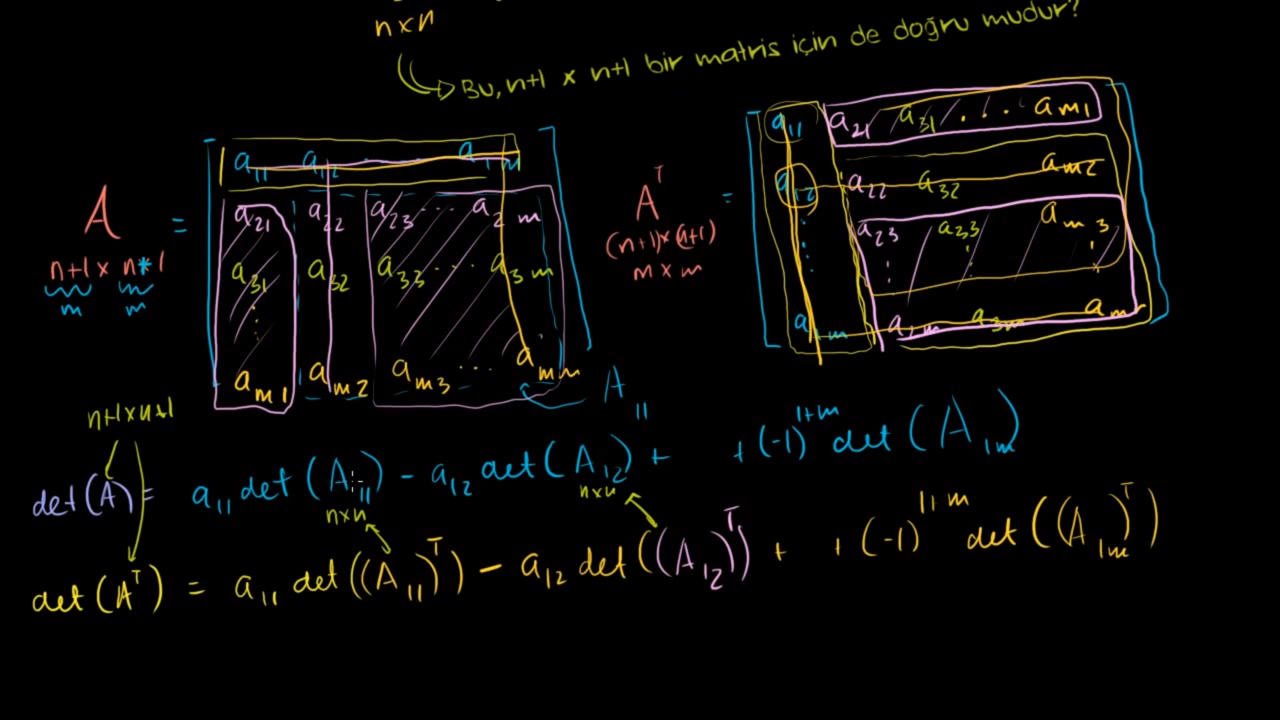 n×n
Bu, n+1 × n+1 bir matris için de doğru mudur?
A = [ a₁₁ a₁₂ ... a₁m
a₂₁ a₂₂ a₂₃ ... a₂m
a₃₁ a₃₂ a₃₃ ... a₃m
⋮
am₁ am₂ am₃ ... amm ]
n+1 × n+1
m m
A₁₁
Aᵀ = [ a₁₁ a₂₁ a₃₁ ... am₁
a₁₂ a₂₂ a₃₂ am₂
a₂₃ a₃₃ am₃
⋮
a₁m a₂m a₃m am ]
(n+1)×(n+1)
m × m
n+1×n+1
det(A) = a₁₁ det(A₁₁) − a₁₂ det(A₁₂) + + (-1)¹⁺ᵐ det(A₁m)
n×n n×n
det(Aᵀ) = a₁₁ det((A₁₁)ᵀ) − a₁₂ det((A₁₂)ᵀ) + + (-1)¹⁺ᵐ det((A₁m)ᵀ)